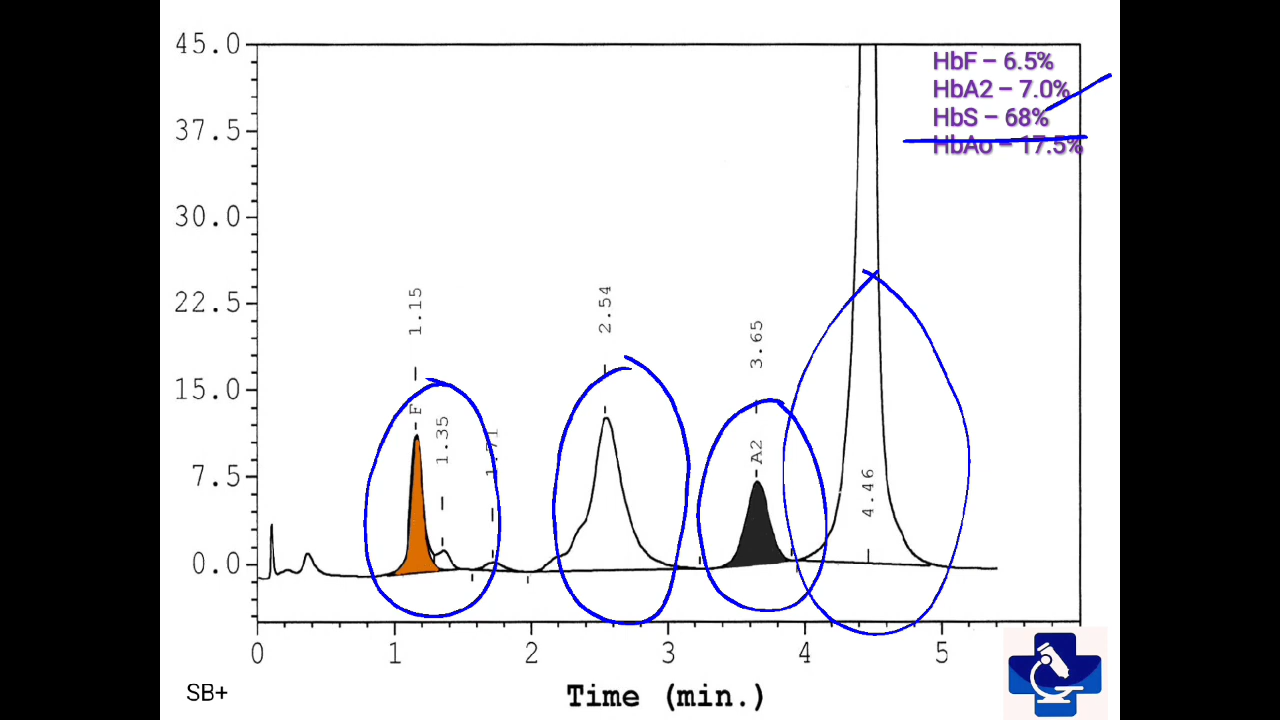 45.0
37.5
30.0
22.5
15.0
7.5
0.0
HbF – 6.5%
HbA2 – 7.0%
HbS – 68%
HbAo – 17.5%
1.15
F
1.35
1.71
2.54
3.65
A2
4.46
0 1 2 3 4 5
Time (min.)
SB+